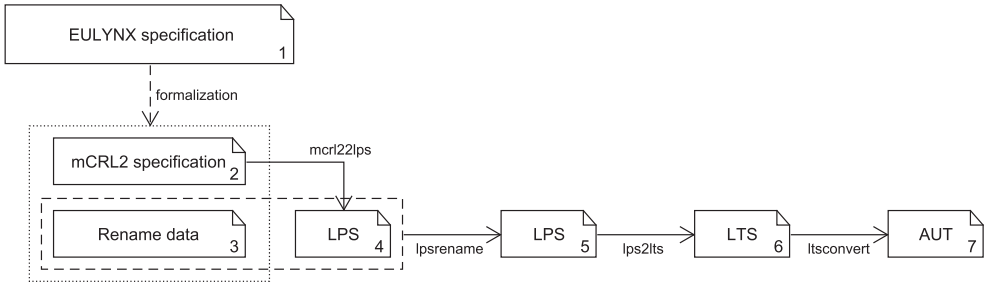 EULYNX specification
1
formalization
mCRL2 specification
2
mcrl22lps
Rename data
3
LPS
4
lpsrename
LPS
5
lps2lts
LTS
6
ltsconvert
AUT
7